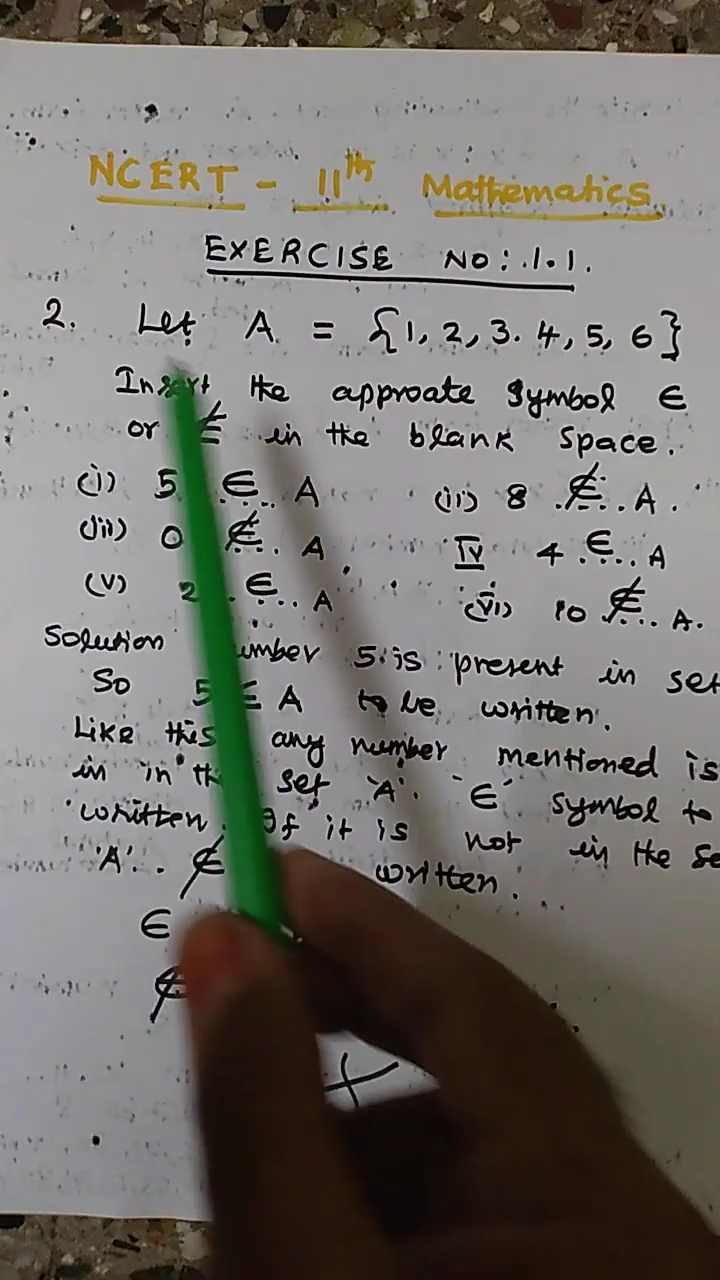 NCERT - 11th Mathematics
EXERCISE NO: 1.1.
2. Let A = {1, 2, 3. 4, 5, 6}
Insert the approate symbol ∈
or ∉ in the blank space.
(i) 5 ..∈.. A (ii) 8 ..∉.. A.
(iii) 0 ..∉.. A. IV 4 ..∈... A
(v) 2 ..∈... A (vi) 10 ..∉... A.
Solution 5 is present in set
So 5 ∈ A to be written.
Like this any number mentioned is
in in the set 'A'. '∈' symbol to
written. If it is not in the
'A'.. ∉ written.
∈
∉